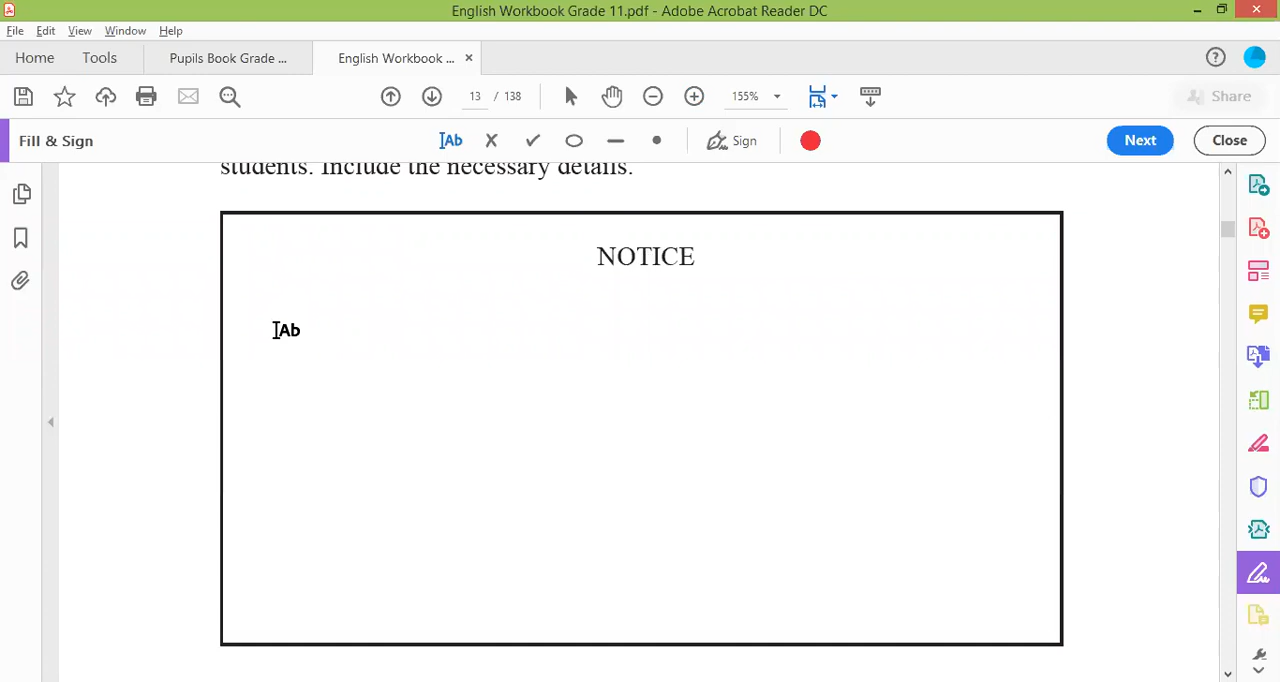 English Workbook Grade 11.pdf - Adobe Acrobat Reader DC
File Edit View Window Help
Home Tools Pupils Book Grade ... English Workbook ... ×
13 / 138 155% Share
Fill & Sign Ab Sign Next Close
students. Include the necessary details.
NOTICE
Ab